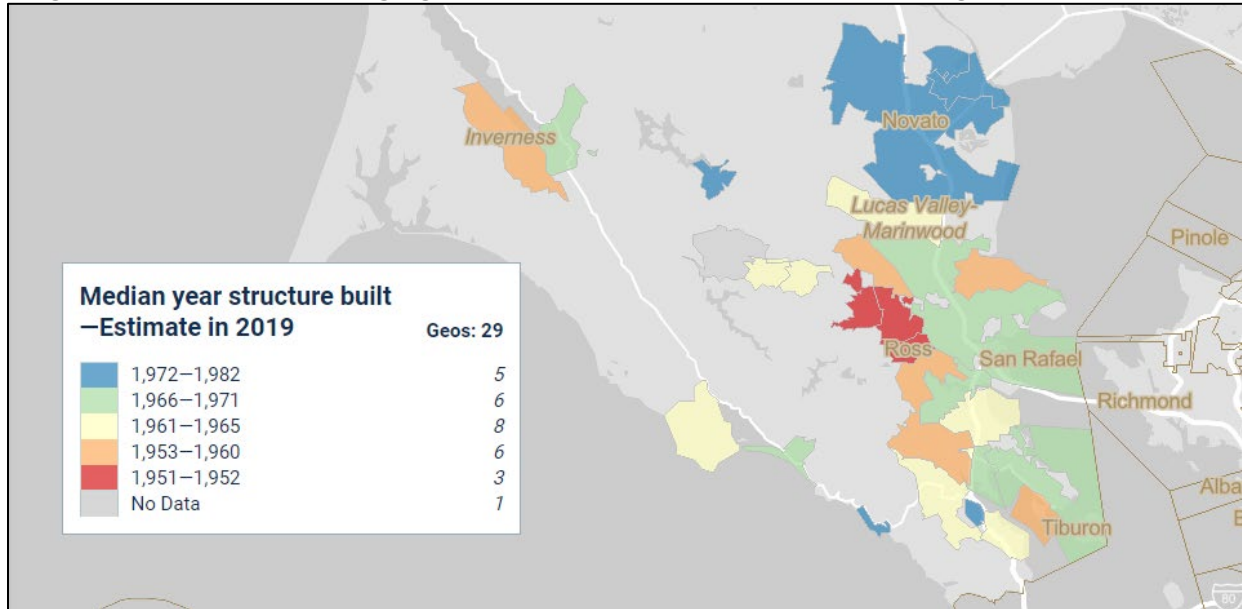 Novato
Inverness
Lucas Valley-
Marinwood
Pinole
Median year structure built
—Estimate in 2019
Geos: 29
1,972—1,982 5
1,966—1,971 6
1,961—1,965 8
1,953—1,960 6
1,951—1,952 3
No Data 1
Ross
San Rafael
Richmond
Alba
Tiburon
80